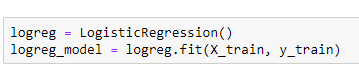 logreg = LogisticRegression()
logreg_model = logreg.fit(X_train, y_train)